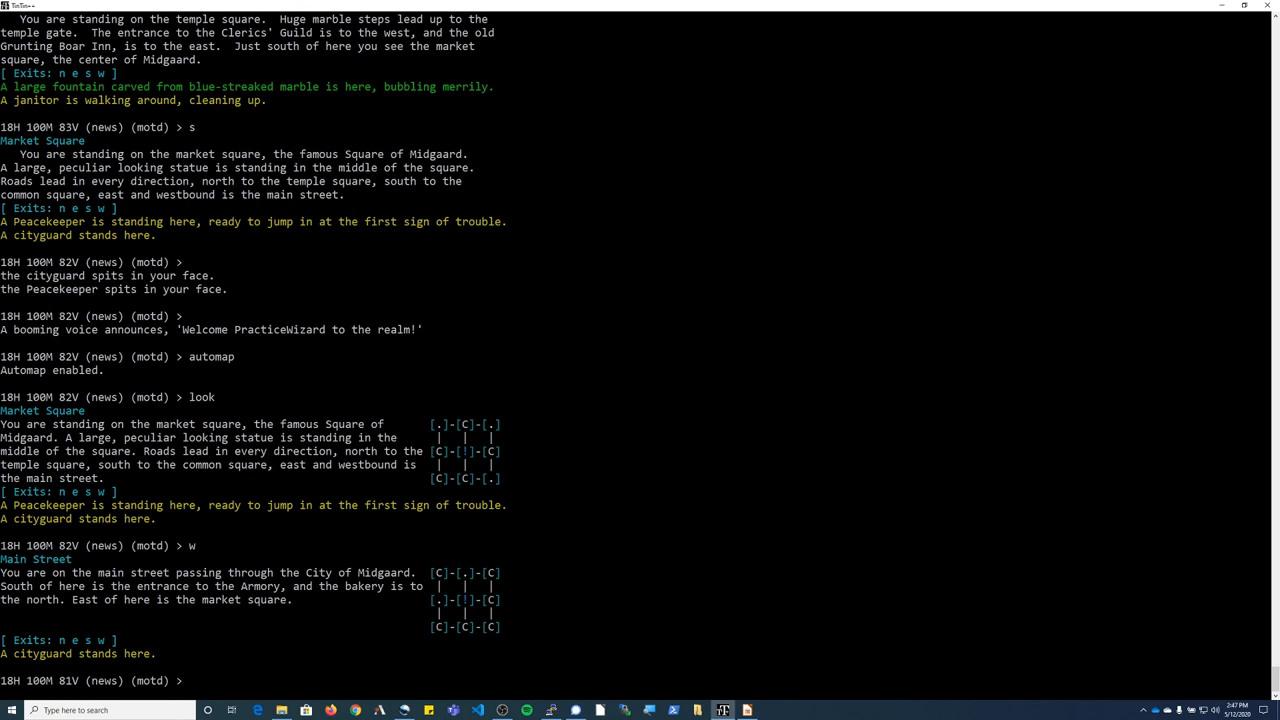 TinTin++
You are standing on the temple square.  Huge marble steps lead up to the
temple gate.  The entrance to the Clerics' Guild is to the west, and the old
Grunting Boar Inn, is to the east.  Just south of here you see the market
square, the center of Midgaard.
[ Exits: n e s w ]
A large fountain carved from blue-streaked marble is here, bubbling merrily.
A janitor is walking around, cleaning up.
18H 100M 83V (news) (motd) > s
Market Square
You are standing on the market square, the famous Square of Midgaard.
A large, peculiar looking statue is standing in the middle of the square.
Roads lead in every direction, north to the temple square, south to the
common square, east and westbound is the main street.
[ Exits: n e s w ]
A Peacekeeper is standing here, ready to jump in at the first sign of trouble.
A cityguard stands here.
18H 100M 82V (news) (motd) >
the cityguard spits in your face.
the Peacekeeper spits in your face.
18H 100M 82V (news) (motd) >
A booming voice announces, 'Welcome PracticeWizard to the realm!'
18H 100M 82V (news) (motd) > automap
Automap enabled.
18H 100M 82V (news) (motd) > look
Market Square
You are standing on the market square, the famous Square of [.]-[C]-[.]
Midgaard. A large, peculiar looking statue is standing in the | | |
middle of the square. Roads lead in every direction, north to the [C]-[!]-[C]
temple square, south to the common square, east and westbound is | | |
the main street. [C]-[C]-[.]
[ Exits: n e s w ]
A Peacekeeper is standing here, ready to jump in at the first sign of trouble.
A cityguard stands here.
18H 100M 82V (news) (motd) > w
Main Street
You are on the main street passing through the City of Midgaard. [C]-[.]-[C]
South of here is the entrance to the Armory, and the bakery is to | | |
the north. East of here is the market square. [.]-[!]-[C]
| | |
[C]-[C]-[C]
[ Exits: n e s w ]
A cityguard stands here.
18H 100M 81V (news) (motd) >
Type here to search
2:47 PM
5/12/2020